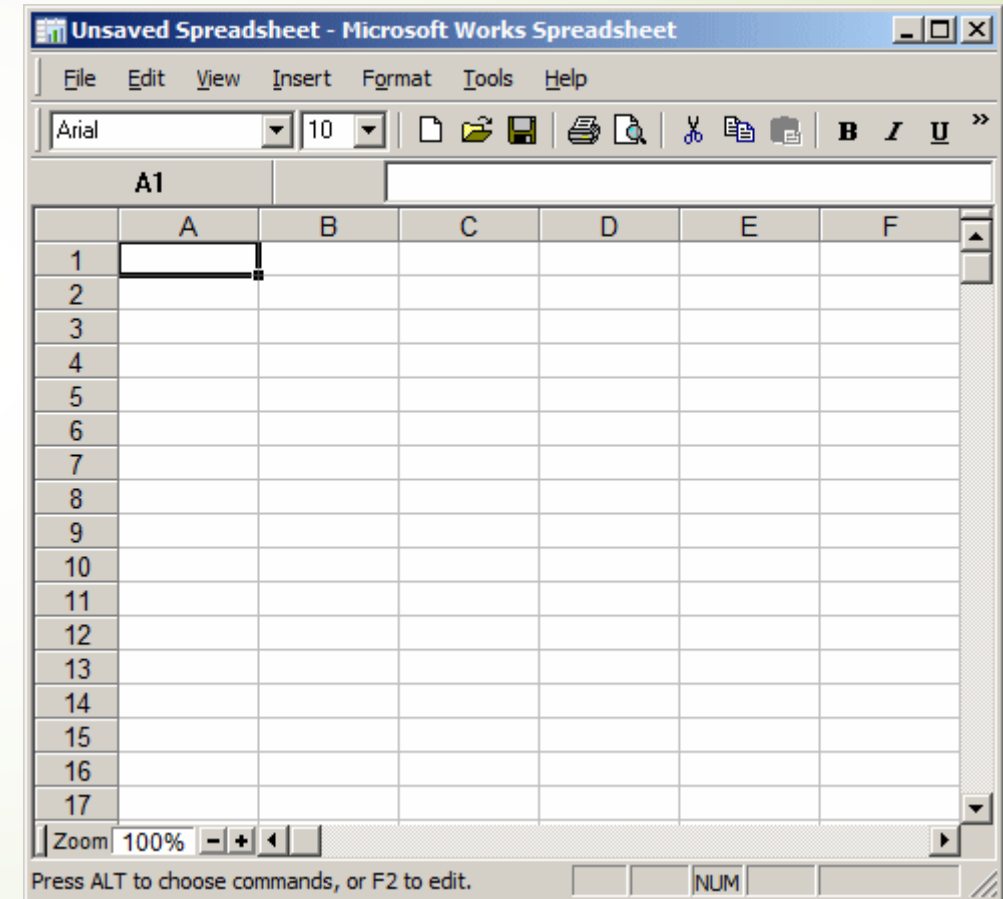 Unsaved Spreadsheet - Microsoft Works Spreadsheet
File Edit View Insert Format Tools Help
Arial 10 B I U »
A1
A B C D E F
1
2
3
4
5
6
7
8
9
10
11
12
13
14
15
16
17
Zoom 100% - +
Press ALT to choose commands, or F2 to edit. NUM